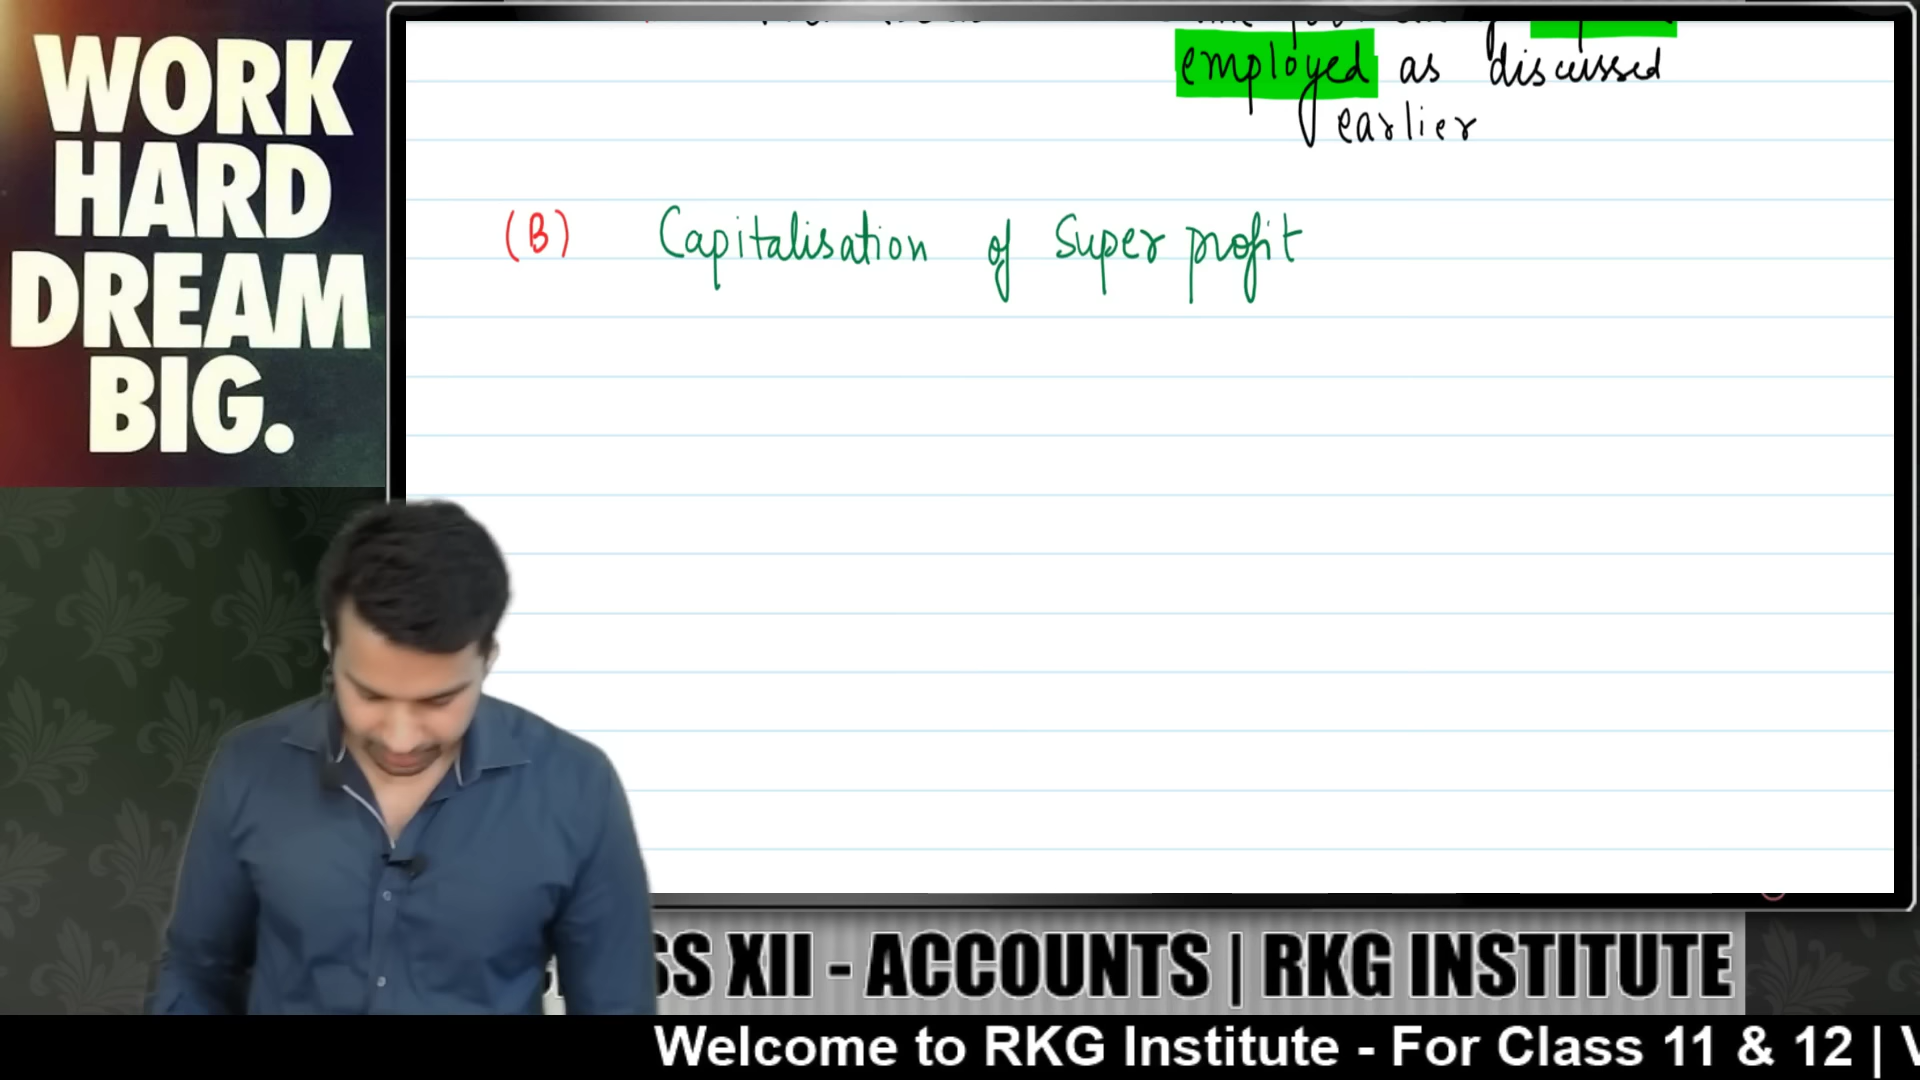 WORK
HARD
DREAM
BIG.
employed as discussed
earlier
(B) Capitalisation of Super profit
SS XII - ACCOUNTS | RKG INSTITUTE
Welcome to RKG Institute - For Class 11 & 12 | V